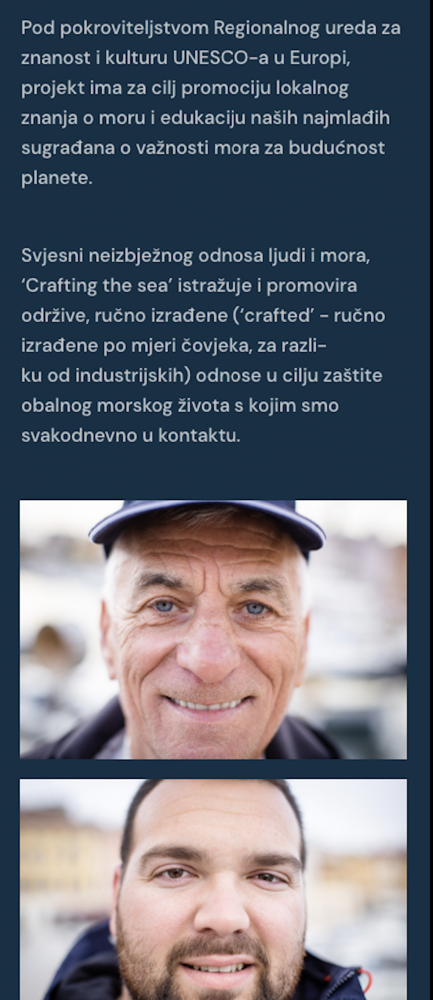 Pod pokroviteljstvom Regionalnog ureda za
znanost i kulturu UNESCO-a u Europi,
projekt ima za cilj promociju lokalnog
znanja o moru i edukaciju naših najmlađih
sugrađana o važnosti mora za budućnost
planete.
Svjesni neizbježnog odnosa ljudi i mora,
‘Crafting the sea’ istražuje i promovira
održive, ručno izrađene (‘crafted’ - ručno
izrađene po mjeri čovjeka, za razli-
ku od industrijskih) odnose u cilju zaštite
obalnog morskog života s kojim smo
svakodnevno u kontaktu.